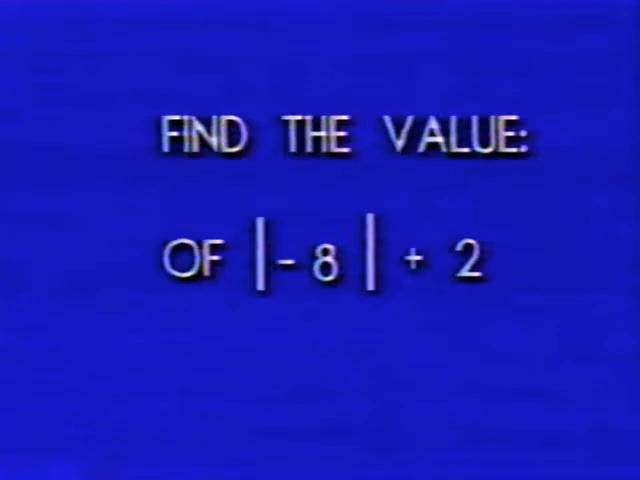 FIND THE VALUE:
OF |-8| + 2